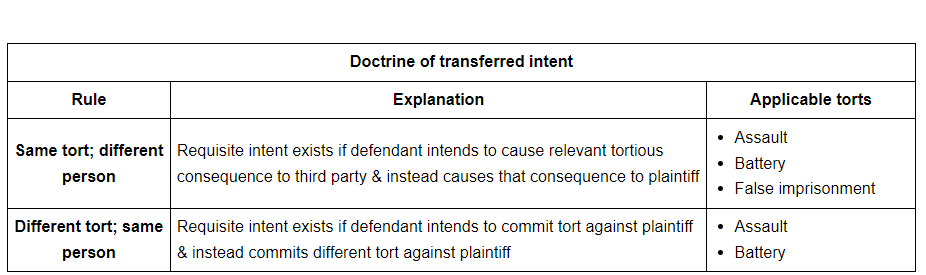 Doctrine of transferred intent
Rule
Explanation
Applicable torts
Same tort; different
person
Requisite intent exists if defendant intends to cause relevant tortious
consequence to third party & instead causes that consequence to plaintiff
• Assault
• Battery
• False imprisonment
Different tort; same
person
Requisite intent exists if defendant intends to commit tort against plaintiff
& instead commits different tort against plaintiff
• Assault
• Battery